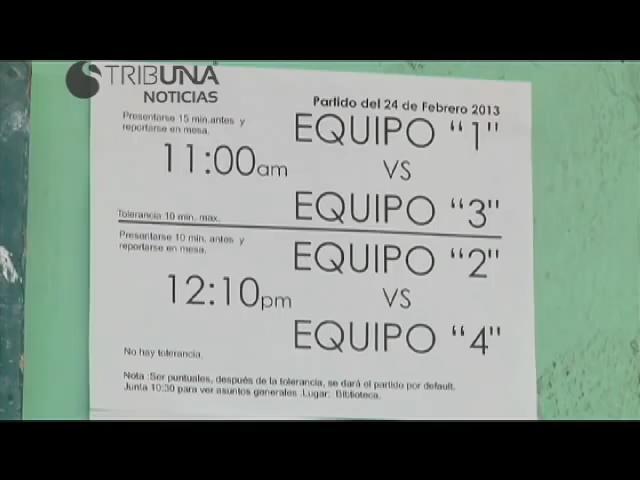 TRIBUNA
NOTICIAS
Partido del 24 de Febrero 2013
Presentarse 15 min.antes y
reportarse en mesa.
EQUIPO "1"
11:00am
VS
EQUIPO "3"
Tolerancia 10 min. max.
Presentarse 10 min. antes y
reportarse en mesa.
EQUIPO "2"
12:10pm
VS
EQUIPO "4"
No hay tolerancia.
Nota :Ser puntuales, después de la tolerancia, se dará el partido por default.
Junta 10:30 para ver asuntos generales .Lugar: Biblioteca.